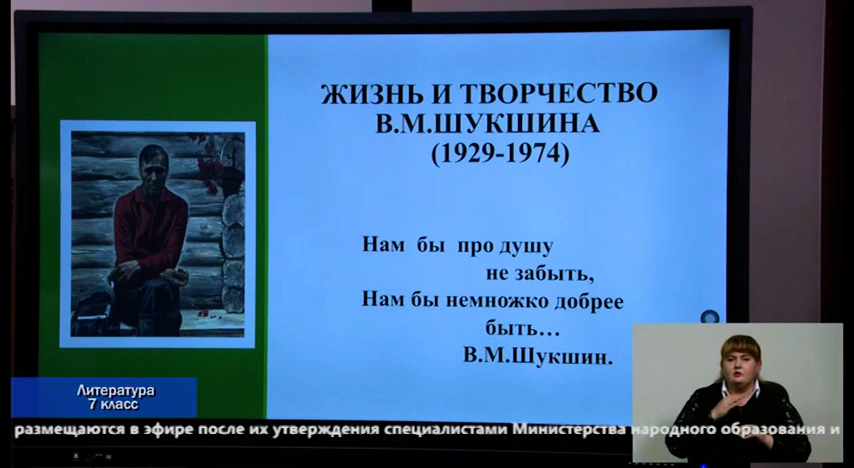 ЖИЗНЬ И ТВОРЧЕСТВО
В.М.ШУКШИНА
(1929-1974)
Нам бы про душу
не забыть,
Нам бы немножко добрее
быть...
В.М.Шукшин.
Литература
7 класс
размещаются в эфире после их утверждения специалистами Министерства народного образования и